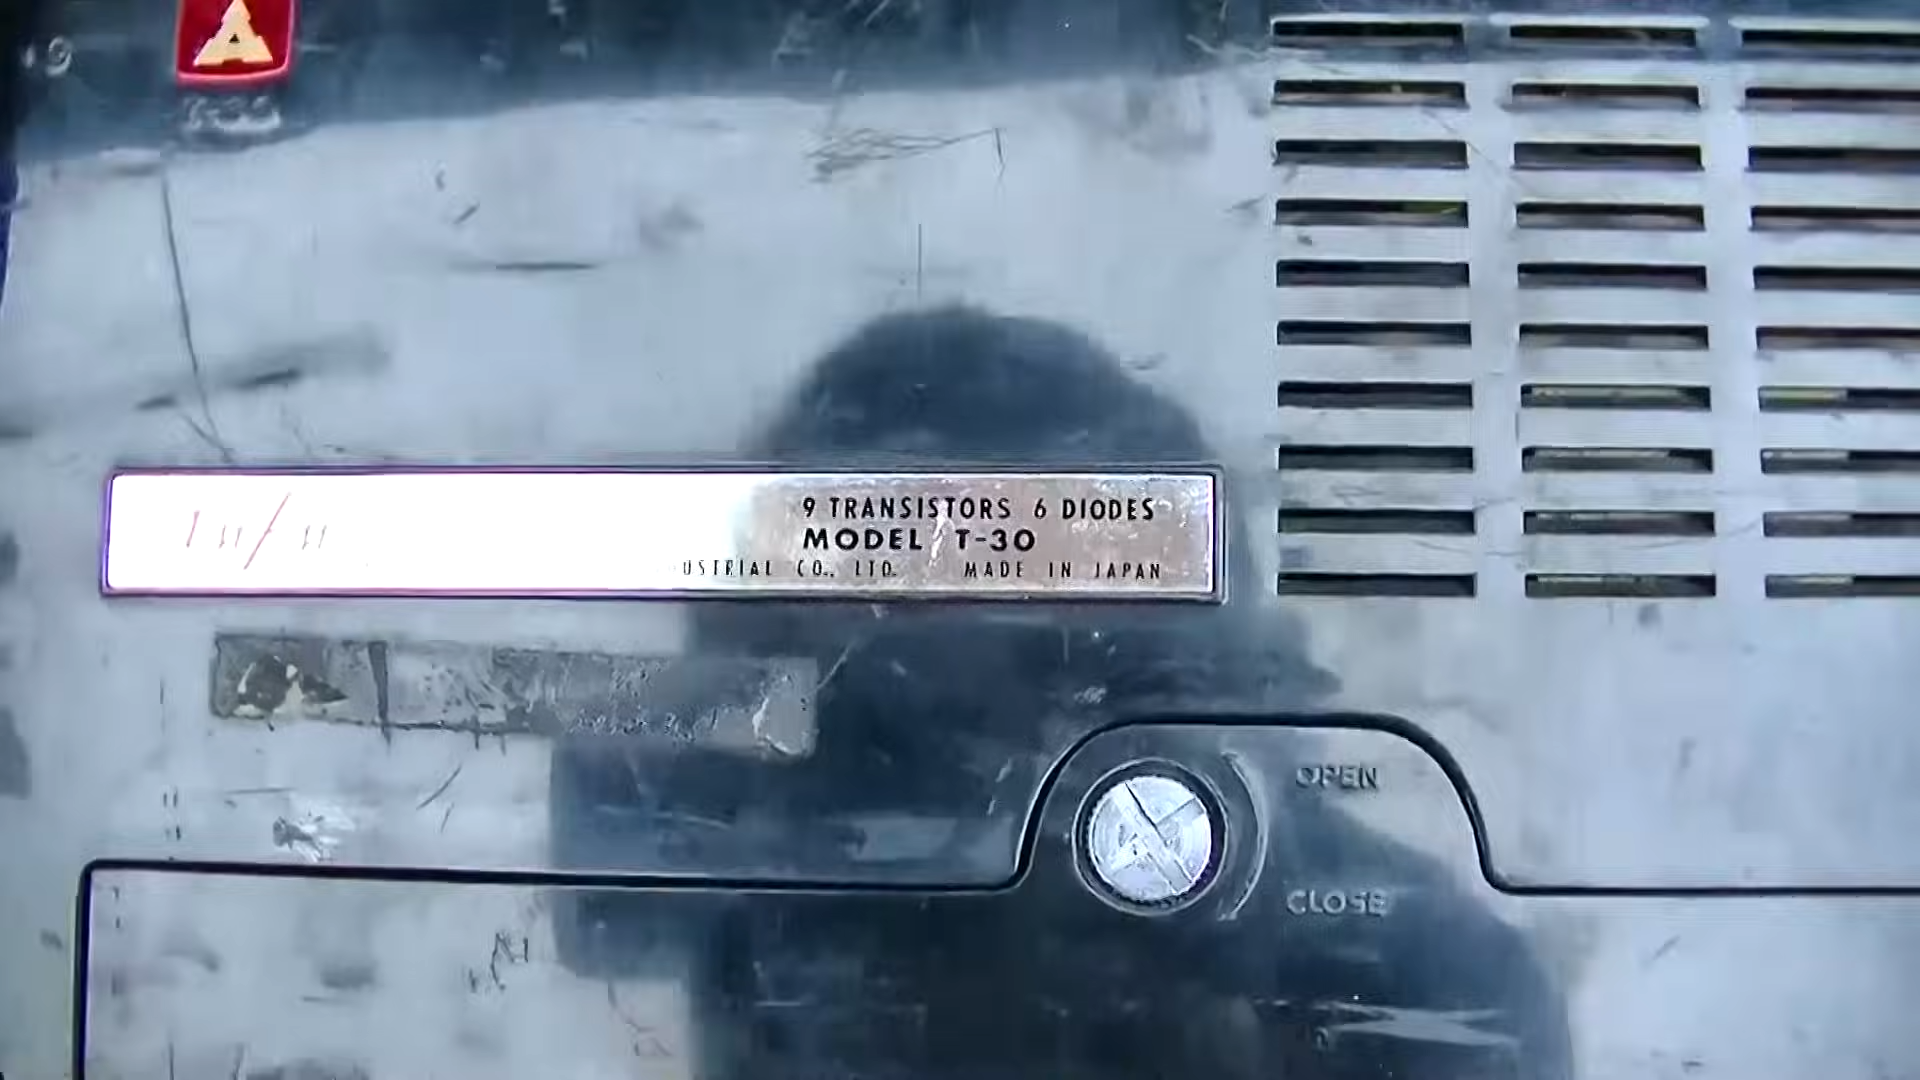 9 TRANSISTORS 6 DIODES
MODEL T-30
USTRIAL CO., LTD. MADE IN JAPAN
OPEN
CLOSE